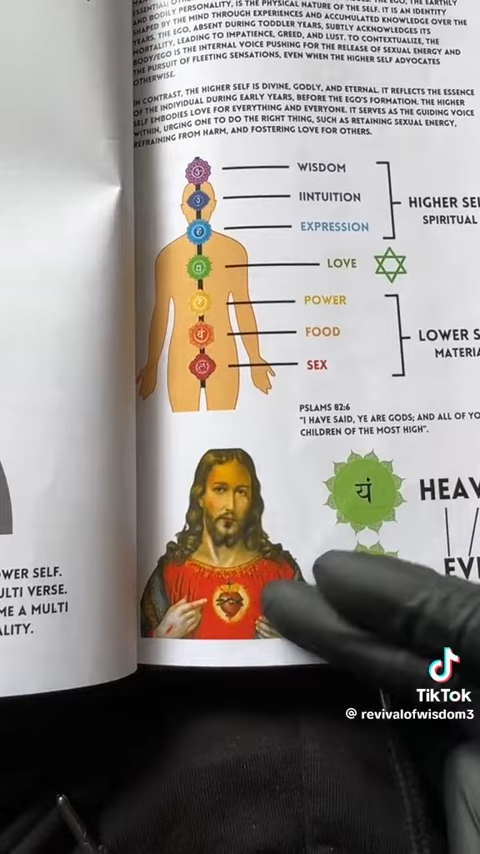 ESSENTIAL; OTHE
AND BODILY PERSONALITY, IS THE PHYSICAL NATURE OF THE SELF. IT IS AN IDENTITY
SHAPED BY THE MIND THROUGH EXPERIENCES AND ACCUMULATED KNOWLEDGE OVER THE
YEARS. THE EGO, ABSENT DURING TODDLER YEARS, SUBTLY ACKNOWLEDGES ITS
MORTALITY, LEADING TO IMPATIENCE, GREED, AND LUST. TO CONTEXTUALIZE, THE
BODY/EGO IS THE INTERNAL VOICE PUSHING FOR THE RELEASE OF SEXUAL ENERGY AND
THE PURSUIT OF FLEETING SENSATIONS, EVEN WHEN THE HIGHER SELF ADVOCATES
OTHERWISE.
IN CONTRAST, THE HIGHER SELF IS DIVINE, GODLY, AND ETERNAL. IT REFLECTS THE ESSENCE
OF THE INDIVIDUAL DURING EARLY YEARS, BEFORE THE EGO'S FORMATION. THE HIGHER
SELF EMBODIES LOVE FOR EVERYTHING AND EVERYONE. IT SERVES AS THE GUIDING VOICE
WITHIN, URGING ONE TO DO THE RIGHT THING, SUCH AS RETAINING SEXUAL ENERGY,
REFRAINING FROM HARM, AND FOSTERING LOVE FOR OTHERS.
WISDOM
IINTUITION
EXPRESSION
HIGHER SEL
SPIRITUAL
LOVE
POWER
FOOD
SEX
LOWER S
MATERIA
PSLAMS 82:6
"I HAVE SAID, YE ARE GODS; AND ALL OF YO
CHILDREN OF THE MOST HIGH".
यं
HEAV
EVI
OWER SELF.
ULTI VERSE.
ME A MULTI
ALITY.
TikTok
@ revivalofwisdom3